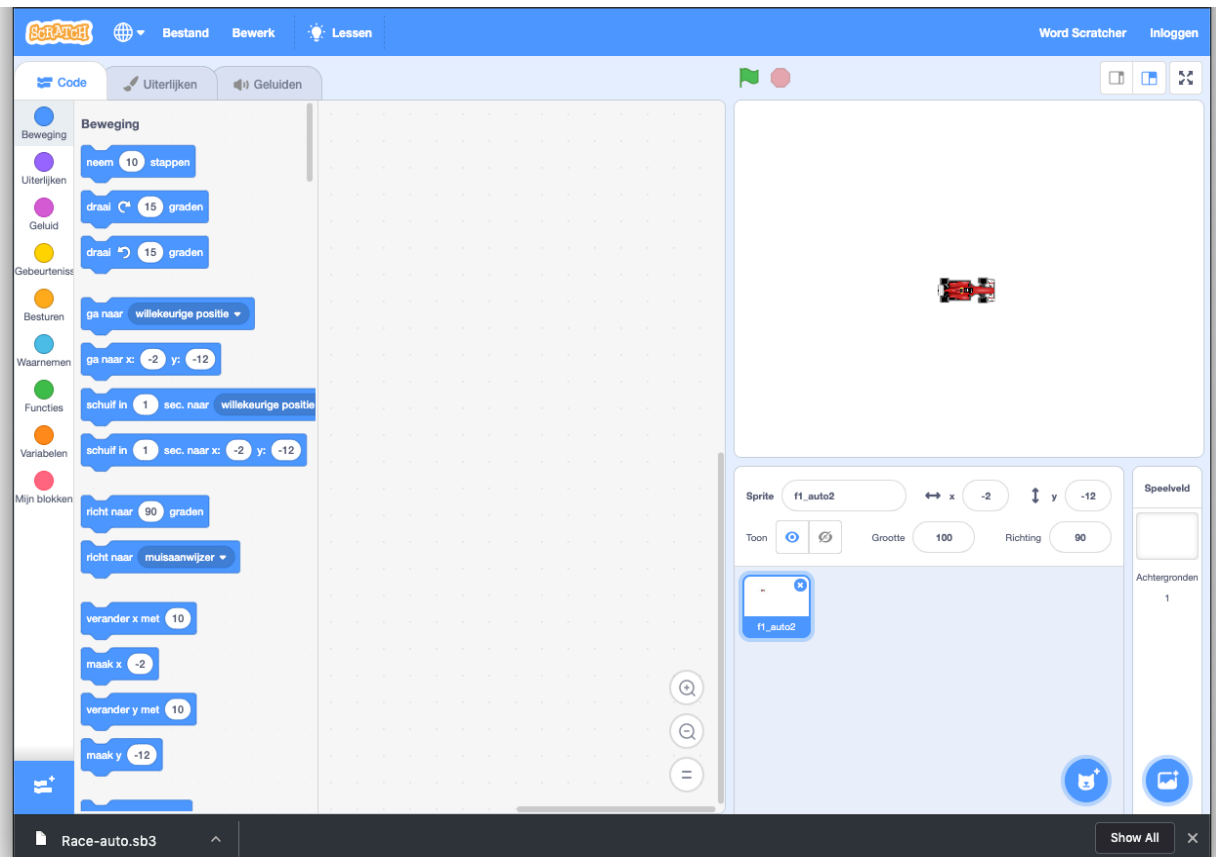 SCRATCH Bestand Bewerk Lessen Word Scratcher Inloggen
Code Uiterlijken Geluiden
Beweging
Uiterlijken
Geluid
Gebeurteniss
Besturen
Waarnemen
Functies
Variabelen
Mijn blokken
Beweging
neem 10 stappen
draai 15 graden
draai 15 graden
ga naar willekeurige positie
ga naar x: -2 y: -12
schuif in 1 sec. naar willekeurige positie
schuif in 1 sec. naar x: -2 y: -12
richt naar 90 graden
richt naar muisaanwijzer
verander x met 10
maak x -2
verander y met 10
maak y -12
Sprite f1_auto2 x -2 y -12
Toon Grootte 100 Richting 90
f1_auto2
Speelveld
Achtergronden
1
Race-auto.sb3 Show All